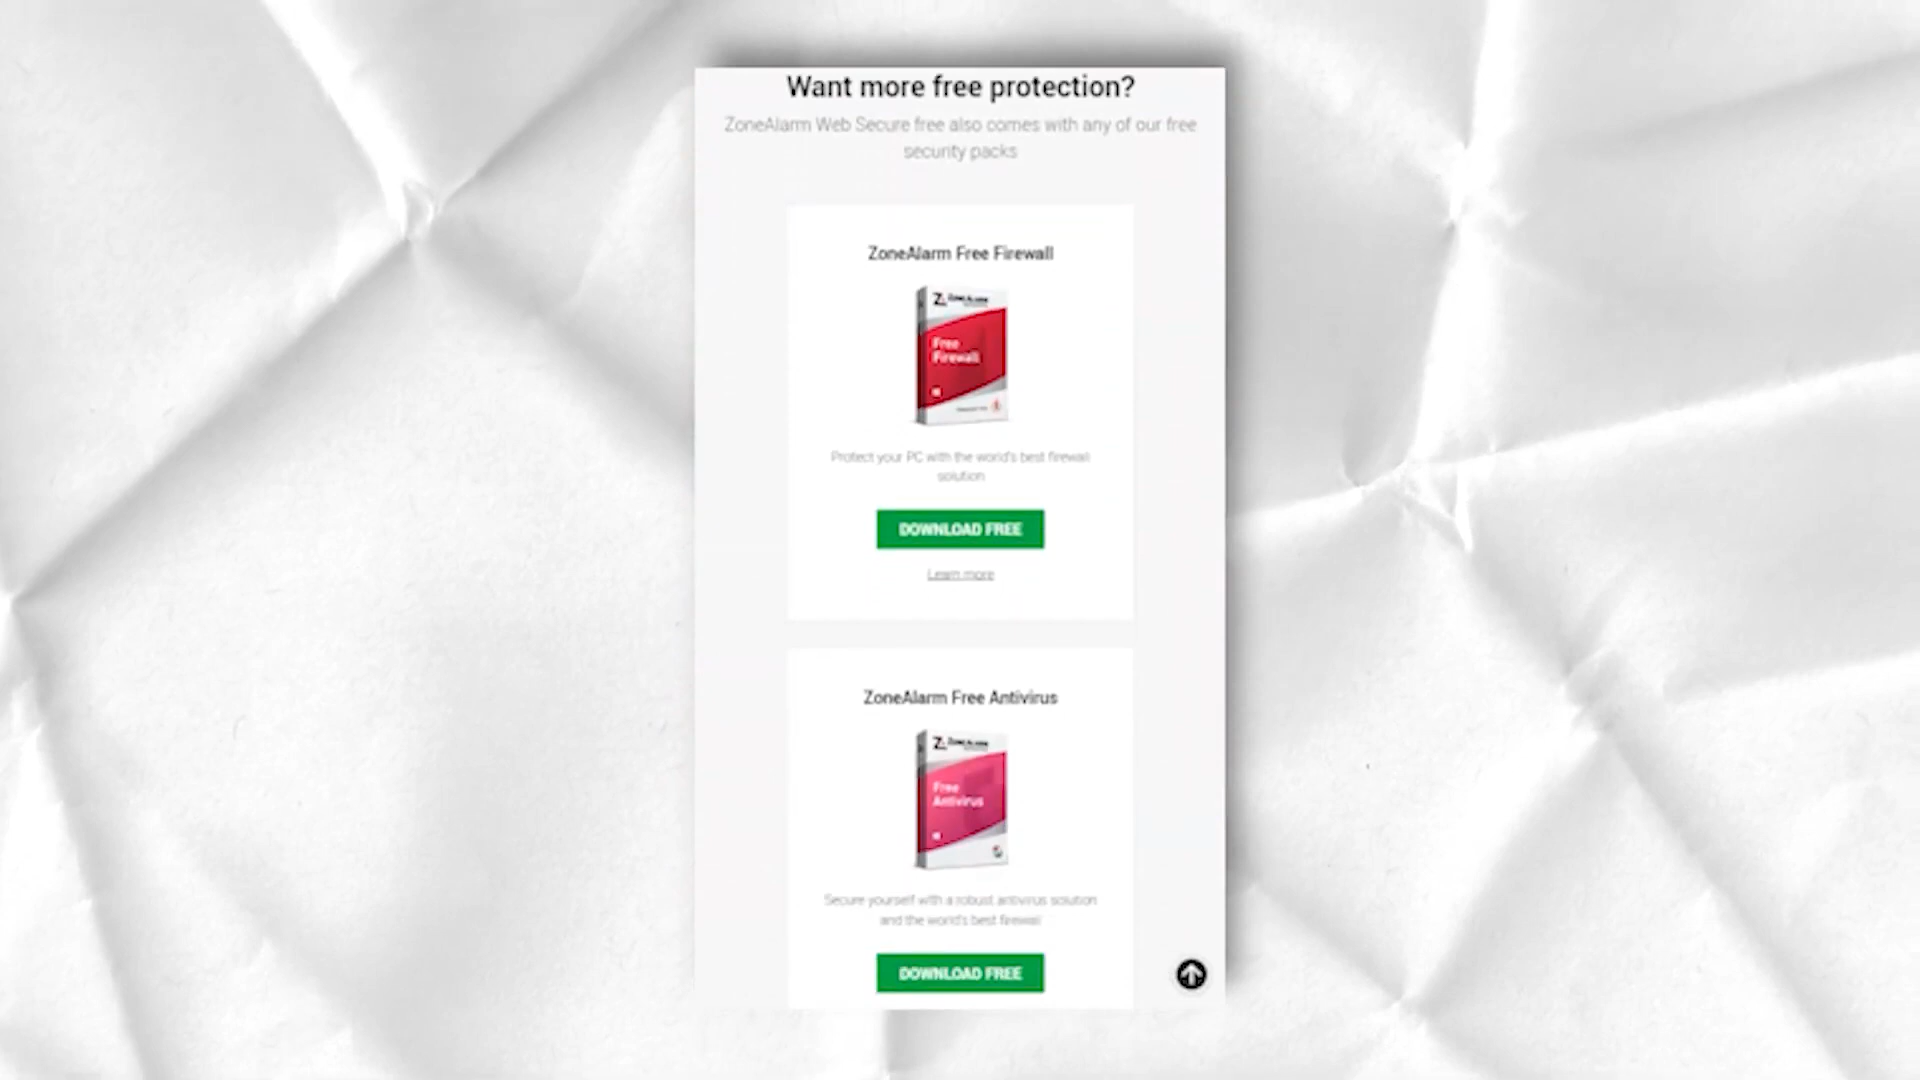 Want more free protection?
ZoneAlarm Web Secure free also comes with any of our free
security packs
ZoneAlarm Free Firewall
ZoneAlarm
Free
Firewall
Protect your PC with the world's best firewall
solution
DOWNLOAD FREE
Learn more
ZoneAlarm Free Antivirus
ZoneAlarm
Free
Antivirus
Secure yourself with a robust antivirus solution
and the world's best firewall
DOWNLOAD FREE